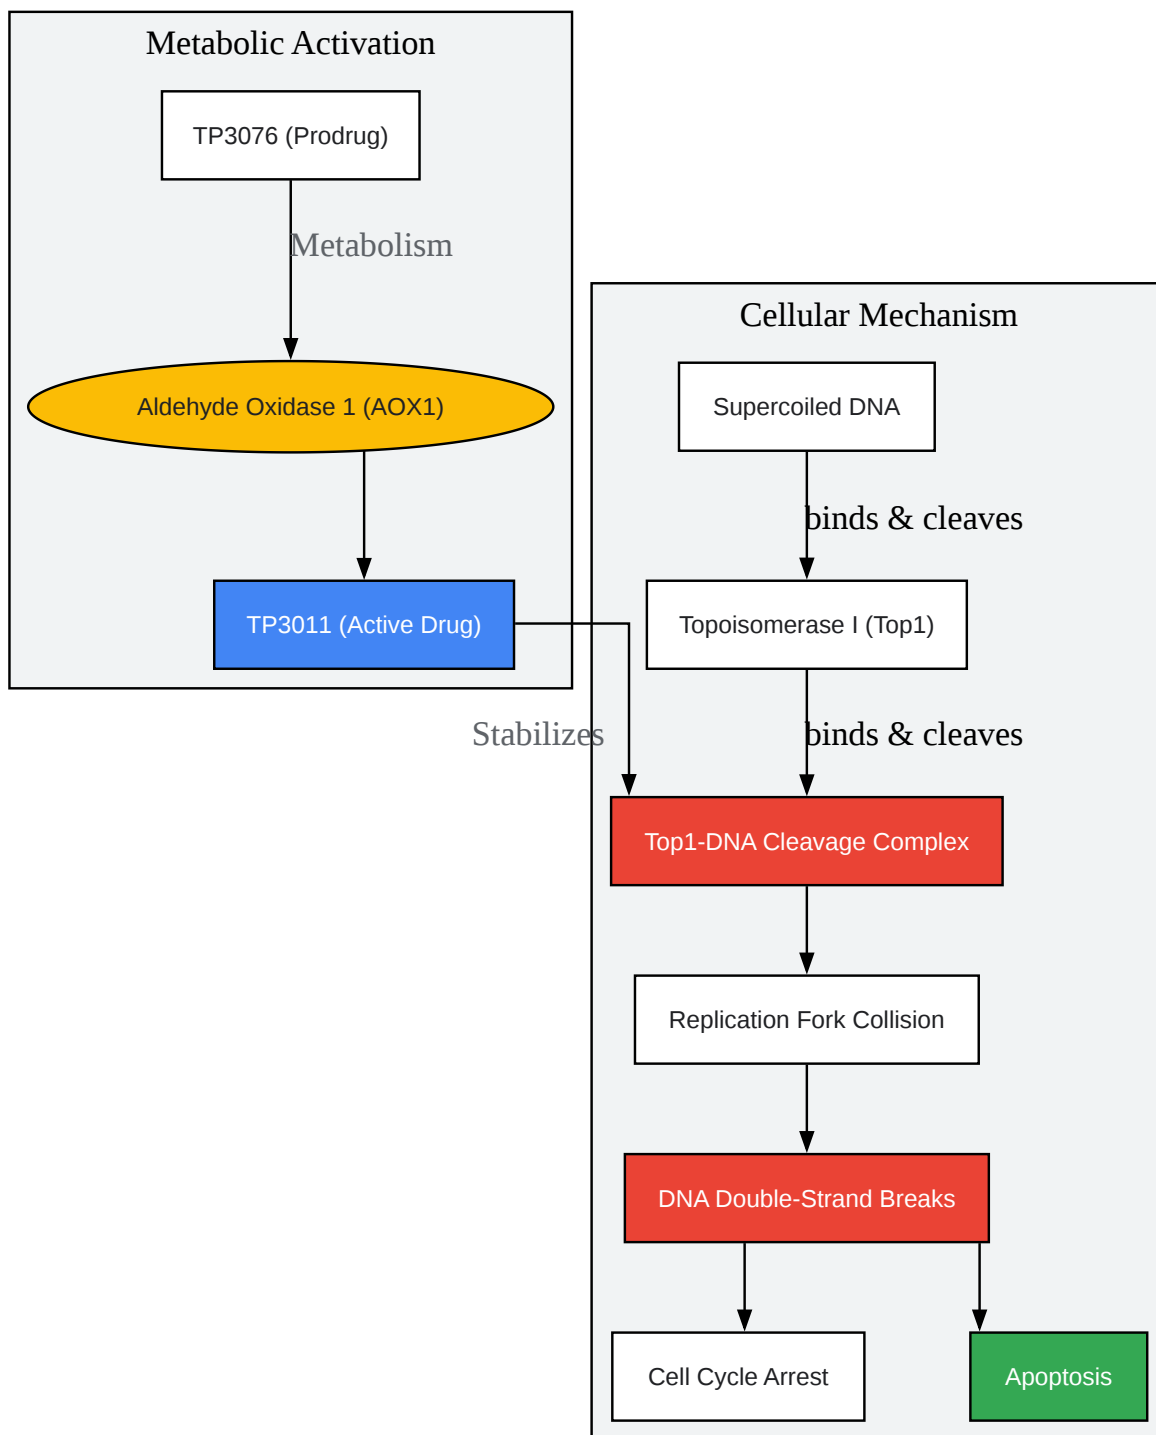 Metabolic Activation
TP3076 (Prodrug)
Metabolism
Aldehyde Oxidase 1 (AOX1)
TP3011 (Active Drug)
Stabilizes
Cellular Mechanism
Supercoiled DNA
binds & cleaves
Topoisomerase I (Top1)
binds & cleaves
Top1-DNA Cleavage Complex
Replication Fork Collision
DNA Double-Strand Breaks
Cell Cycle Arrest
Apoptosis